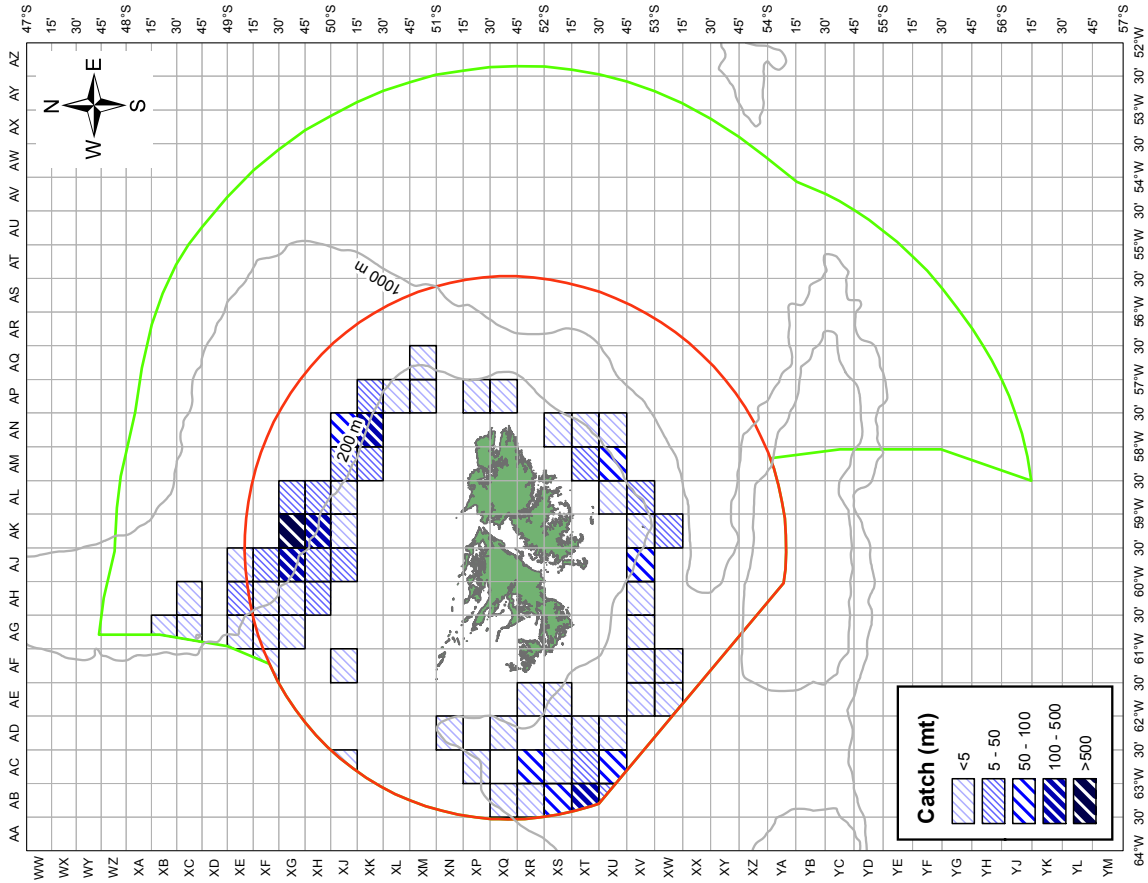 AA AB AC AD AE AF AG AH AJ AK AL AM AN AP AQ AR AS AT AU AV AW AX AY AZ
47°S
WW
15'
WX
30'
WY
45'
WZ
48°S
XA
15'
XB
30'
XC
45'
XD
49°S
XE
15'
XF
30'
XG
45'
XH
50°S
XJ
15'
XK
30'
XL
45'
XM
51°S
XN
15'
XP
30'
XQ
45'
XR
52°S
XS
15'
XT
30'
XU
45'
XV
53°S
XW
15'
XX
30'
XY
45'
XZ
54°S
YA
15'
YB
30'
YC
45'
YD
55°S
YE
15'
YF
30'
YG
45'
YH
56°S
YJ
15'
YK
30'
YL
45'
YM
57°S
N
W E
S
1000 m
200 m
Catch (mt)
<5
5 - 50
50 - 100
100 - 500
>500
64°W 30' 63°W 30' 62°W 30' 61°W 30' 60°W 30' 59°W 30' 58°W 30' 57°W 30' 56°W 30' 55°W 30' 54°W 30' 53°W 30' 52°W